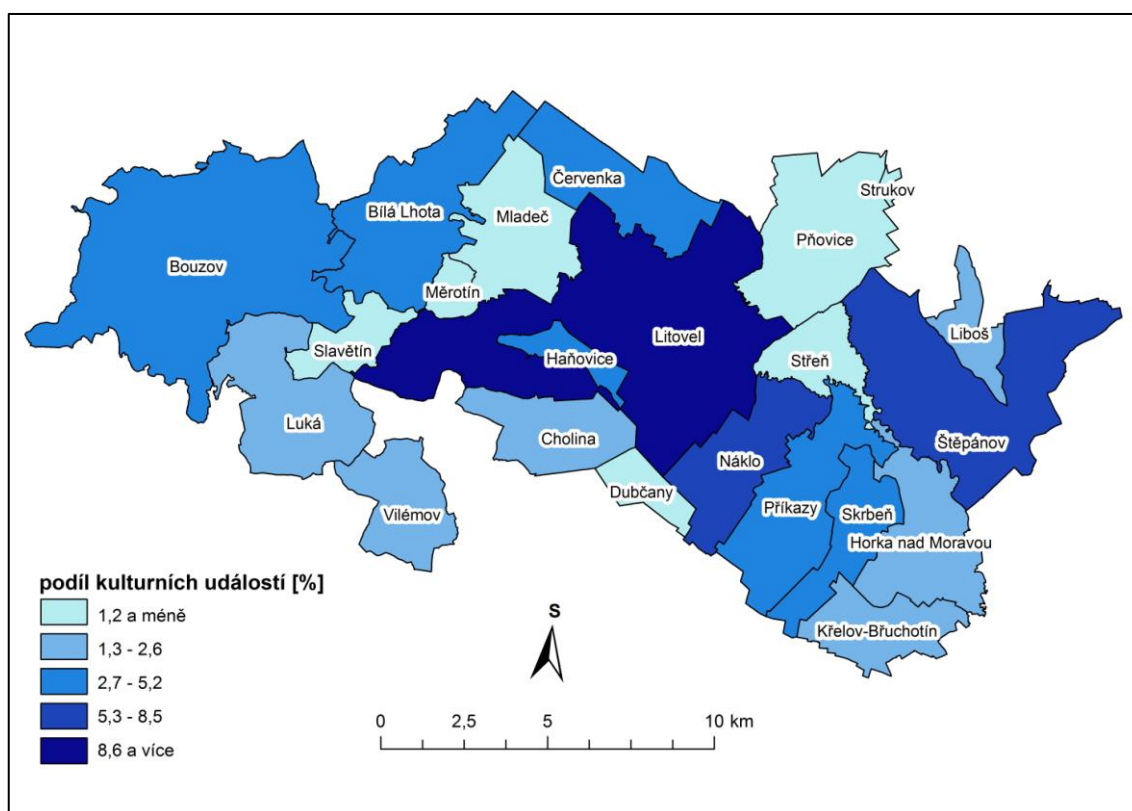 Červenka
Strukov
Bílá Lhota
Mladeč
Pňovice
Bouzov
Měrotín
Liboš
Litovel
Slavětín
Haňovice
Střeň
Luká
Cholina
Štěpánov
Náklo
Dubčany
Příkazy
Skrbeň
Vilémov
Horka nad Moravou
Křelov-Břuchotín
podíl kulturních událostí [%]
1,2 a méně
1,3 - 2,6
2,7 - 5,2
5,3 - 8,5
8,6 a více
S
0 2,5 5 10 km